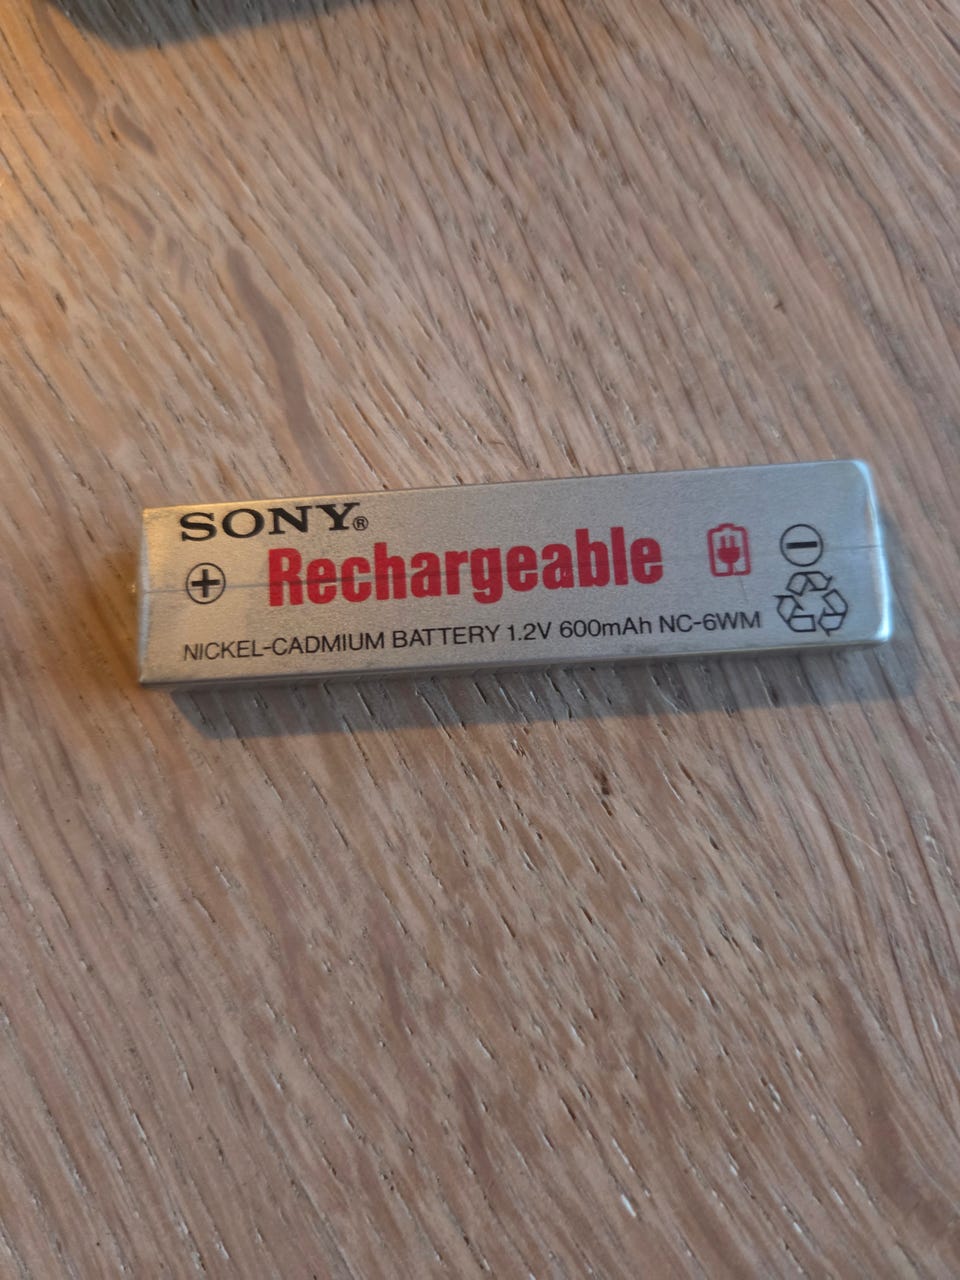 SONY®
+ Rechargeable -
NICKEL-CADMIUM BATTERY 1.2V 600mAh NC-6WM